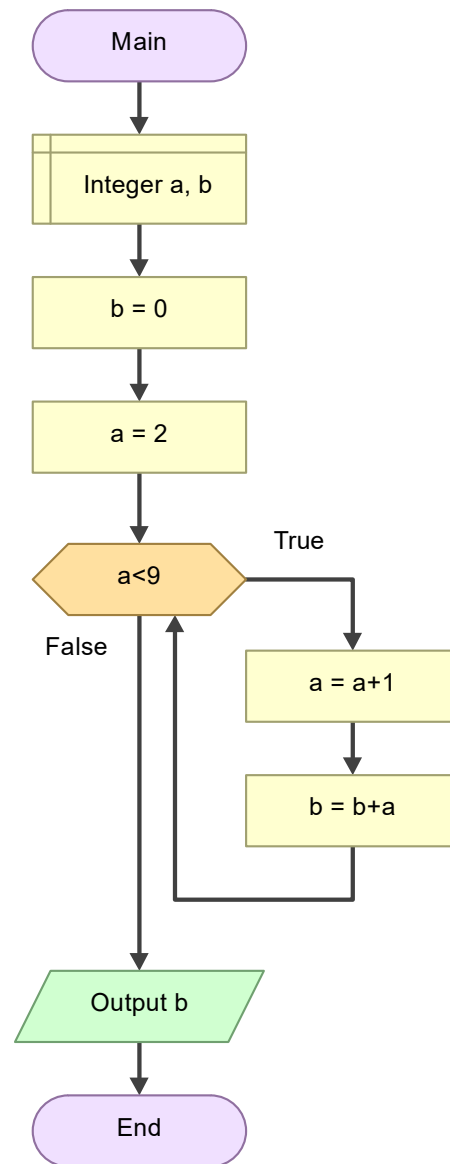 Main
Integer a, b
b = 0
a = 2
a<9
True
False
a = a+1
b = b+a
Output b
End